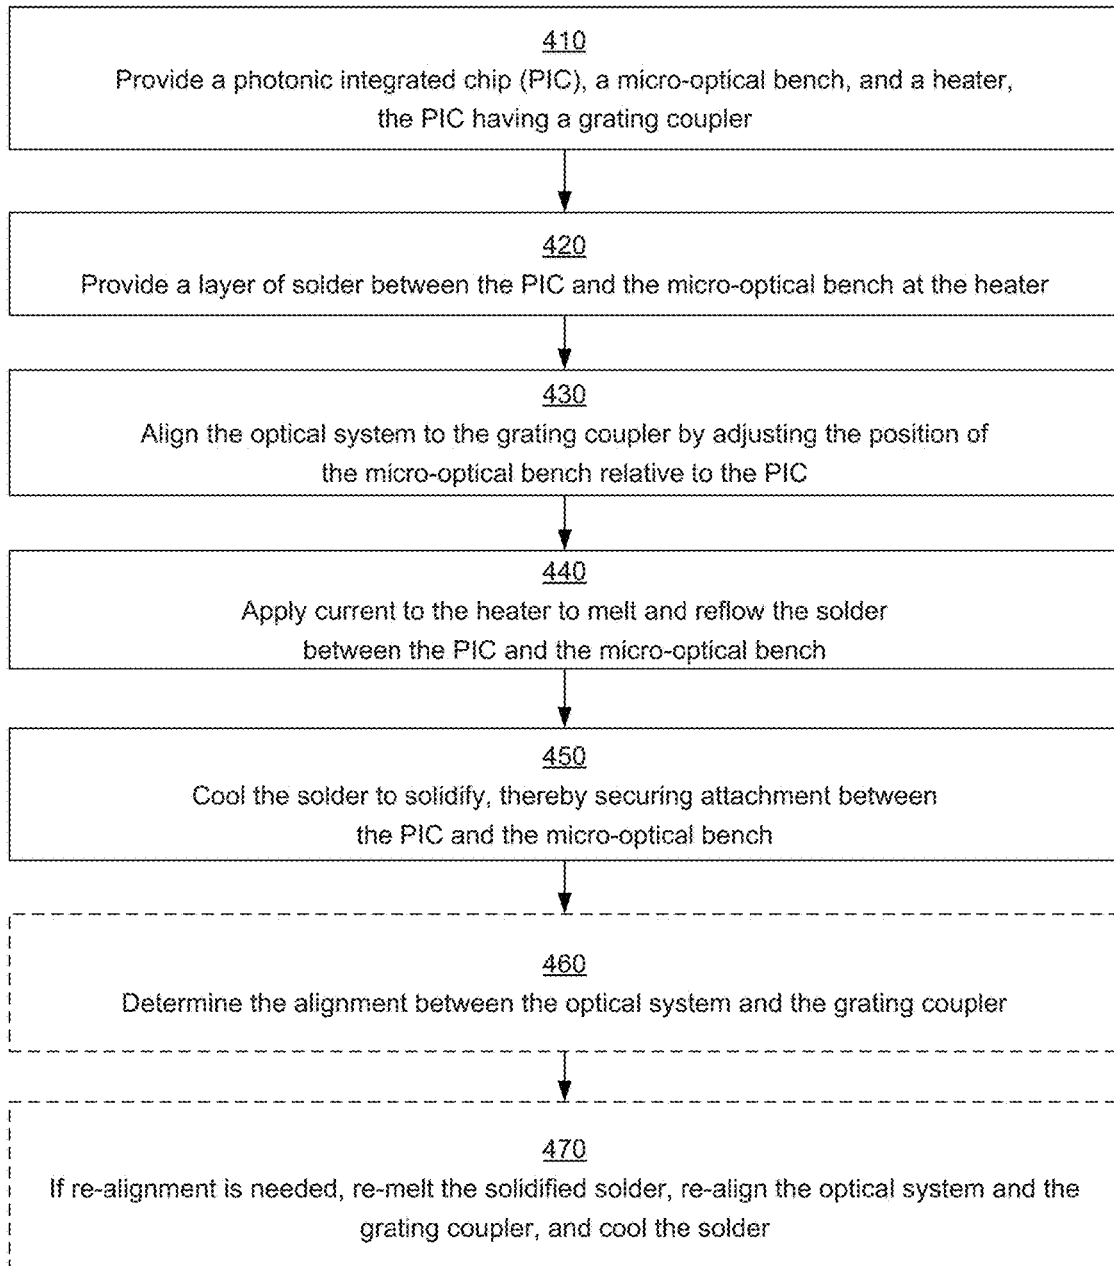 410
Provide a photonic integrated chip (PIC), a micro-optical bench, and a heater,
the PIC having a grating coupler
420
Provide a layer of solder between the PIC and the micro-optical bench at the heater
430
Align the optical system to the grating coupler by adjusting the position of
the micro-optical bench relative to the PIC
440
Apply current to the heater to melt and reflow the solder
between the PIC and the micro-optical bench
450
Cool the solder to solidify, thereby securing attachment between
the PIC and the micro-optical bench
460
Determine the alignment between the optical system and the grating coupler
470
If re-alignment is needed, re-melt the solidified solder, re-align the optical system and the
grating coupler, and cool the solder